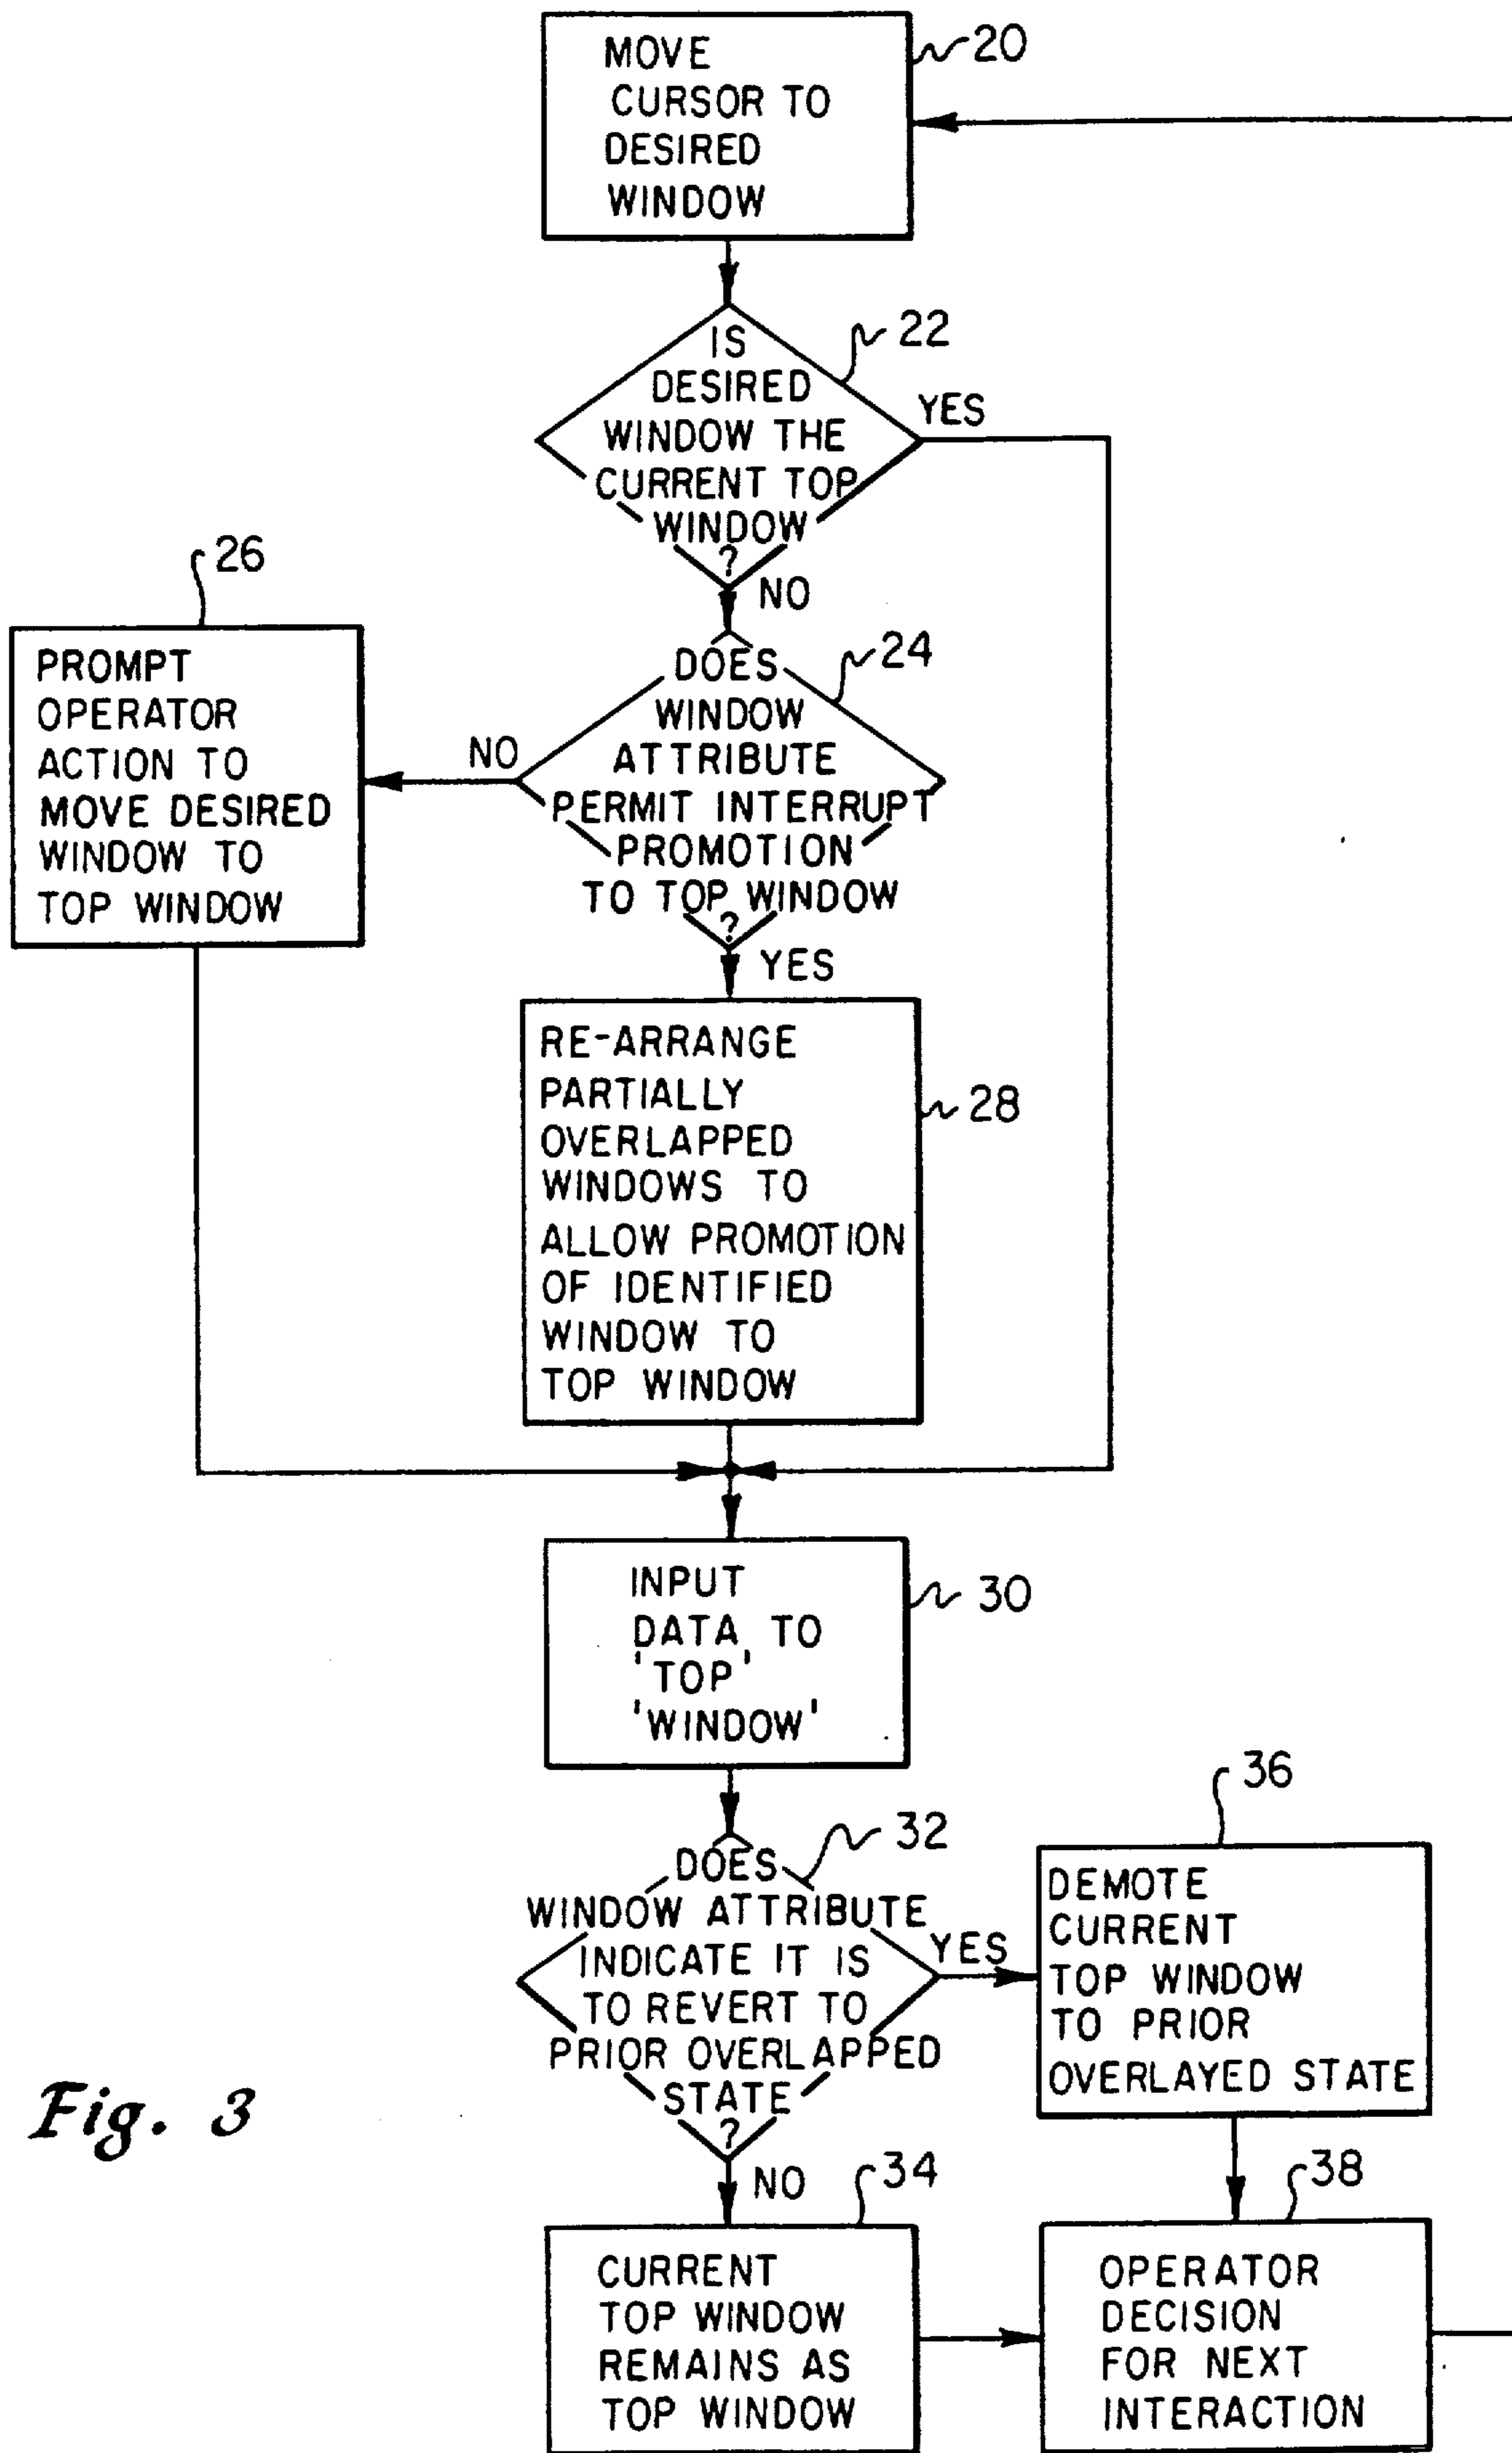 MOVE
CURSOR TO
DESIRED
WINDOW
20
IS
DESIRED
WINDOW THE
CURRENT TOP
WINDOW
?
22
YES
NO
DOES
WINDOW
ATTRIBUTE
PERMIT INTERRUPT
PROMOTION
TO TOP WINDOW
?
24
NO
YES
26
PROMPT
OPERATOR
ACTION TO
MOVE DESIRED
WINDOW TO
TOP WINDOW
RE-ARRANGE
PARTIALLY
OVERLAPPED
WINDOWS TO
ALLOW PROMOTION
OF IDENTIFIED
WINDOW TO
TOP WINDOW
28
INPUT
DATA TO
'TOP'
'WINDOW'
30
DOES
WINDOW ATTRIBUTE
INDICATE IT IS
TO REVERT TO
PRIOR OVERLAPPED
STATE
?
32
YES
NO
36
DEMOTE
CURRENT
TOP WINDOW
TO PRIOR
OVERLAYED STATE
34
CURRENT
TOP WINDOW
REMAINS AS
TOP WINDOW
38
OPERATOR
DECISION
FOR NEXT
INTERACTION
Fig. 3